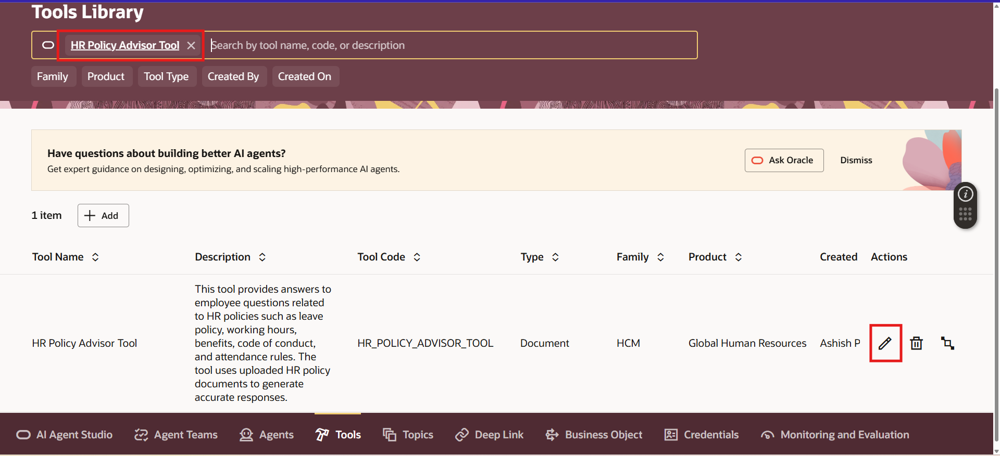 Tools Library
HR Policy Advisor Tool Search by tool name, code, or description
Family Product Tool Type Created By Created On
Have questions about building better AI agents?
Get expert guidance on designing, optimizing, and scaling high-performance AI agents.
Ask Oracle Dismiss
1 item Add
Tool Name Description Tool Code Type Family Product Created Actions
This tool provides answers to
employee questions related
to HR policies such as leave
policy, working hours,
benefits, code of conduct,
and attendance rules. The
tool uses uploaded HR policy
documents to generate
accurate responses.
HR Policy Advisor Tool HR_POLICY_ADVISOR_TOOL Document HCM Global Human Resources Ashish P
AI Agent Studio Agent Teams Agents Tools Topics Deep Link Business Object Credentials Monitoring and Evaluation